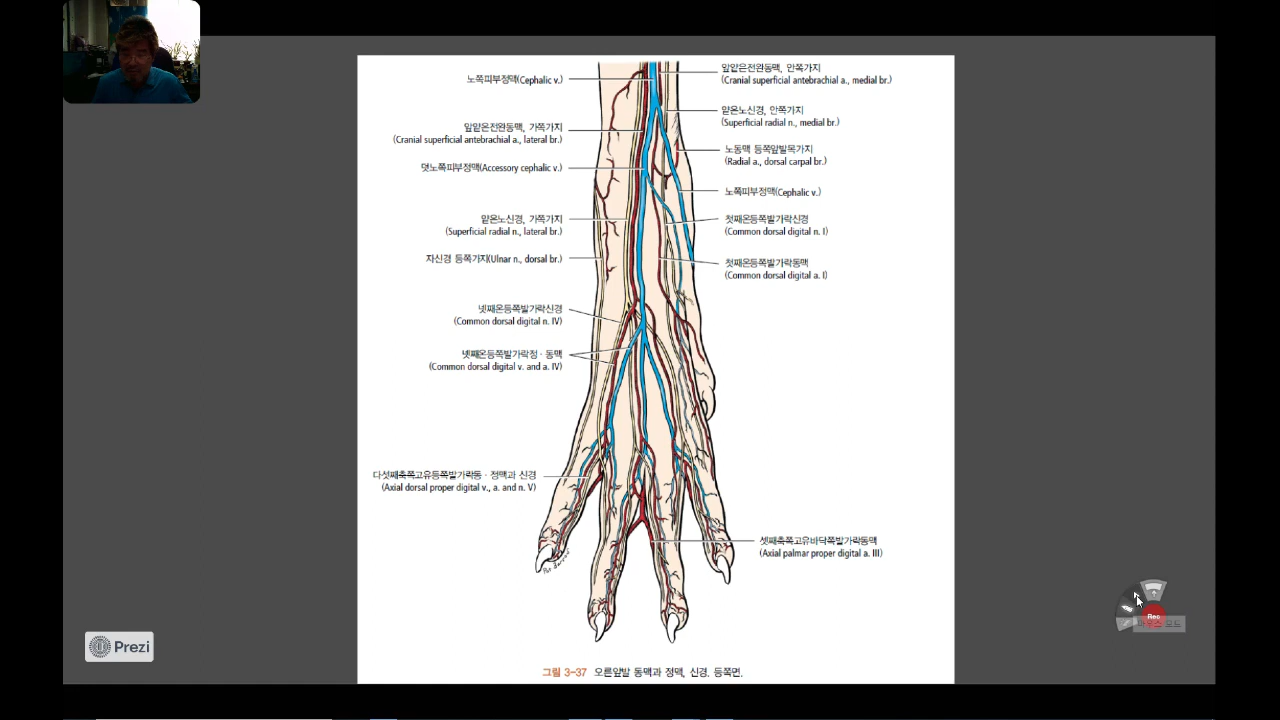 노쪽피부정맥(Cephalic v.)
앞얕은전완동맥, 가쪽가지
(Cranial superficial antebrachial a., lateral br.)
덧노쪽피부정맥(Accessory cephalic v.)
얕은노신경, 가쪽가지
(Superficial radial n., lateral br.)
자신경 등쪽가지(Ulnar n., dorsal br.)
넷째온등쪽발가락신경
(Common dorsal digital n. IV)
넷째온등쪽발가락정·동맥
(Common dorsal digital v. and a. IV)
다섯째축쪽고유등쪽발가락동·정맥과 신경
(Axial dorsal proper digital v., a. and n. V)
앞얕은전완동맥, 안쪽가지
(Cranial superficial antebrachial a., medial br.)
얕은노신경, 안쪽가지
(Superficial radial n., medial br.)
노동맥 등쪽앞발목가지
(Radial a., dorsal carpal br.)
노쪽피부정맥(Cephalic v.)
첫째온등쪽발가락신경
(Common dorsal digital n. I)
첫째온등쪽발가락동맥
(Common dorsal digital a. I)
셋째축쪽고유바닥쪽발가락동맥
(Axial palmar proper digital a. III)
그림 3-37 오른앞발 동맥과 정맥, 신경. 등쪽면.
Prezi
Rec